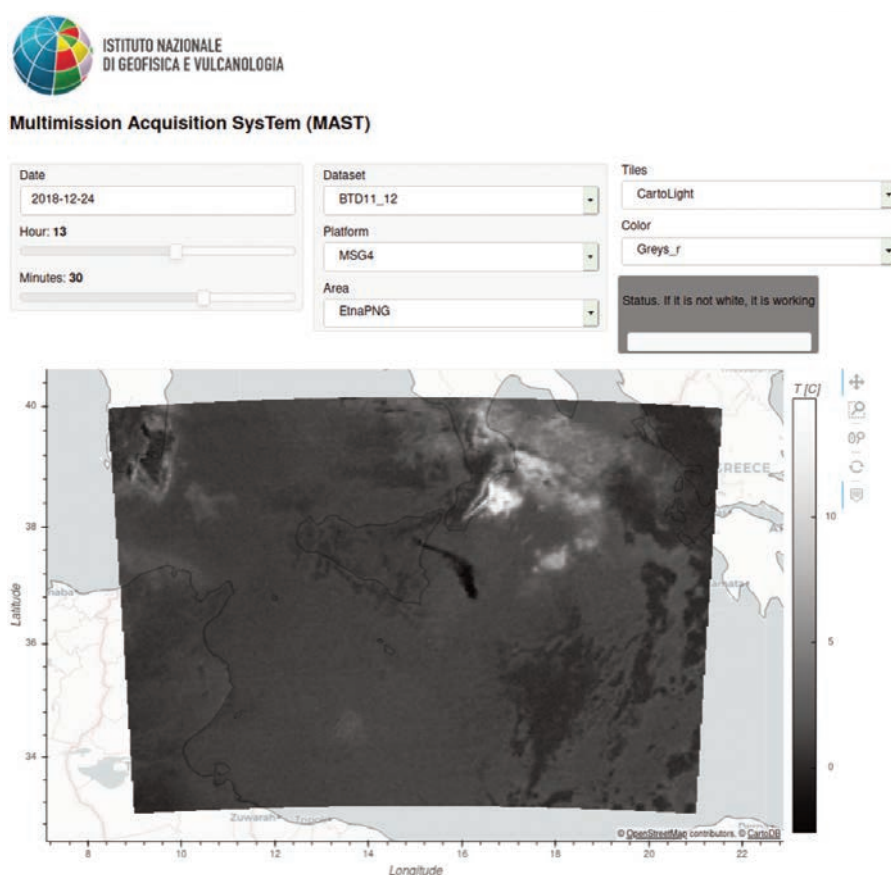 ISTITUTO NAZIONALE
DI GEOFISICA E VULCANOLOGIA
Multimission Acquisition SysTem (MAST)
Date
2018-12-24
Hour: 13
Minutes: 30
Dataset
BTD11_12
Platform
MSG4
Area
EtnaPNG
Tiles
CartoLight
Color
Greys_r
Status. If it is not white, it is working
T [C]
40
38
36
34
Latitude
GREECE
10
5
0
Zuwarah
© OpenStreetMap contributors, © CartoDB
8
10
12
14
16
18
20
22
Longitude